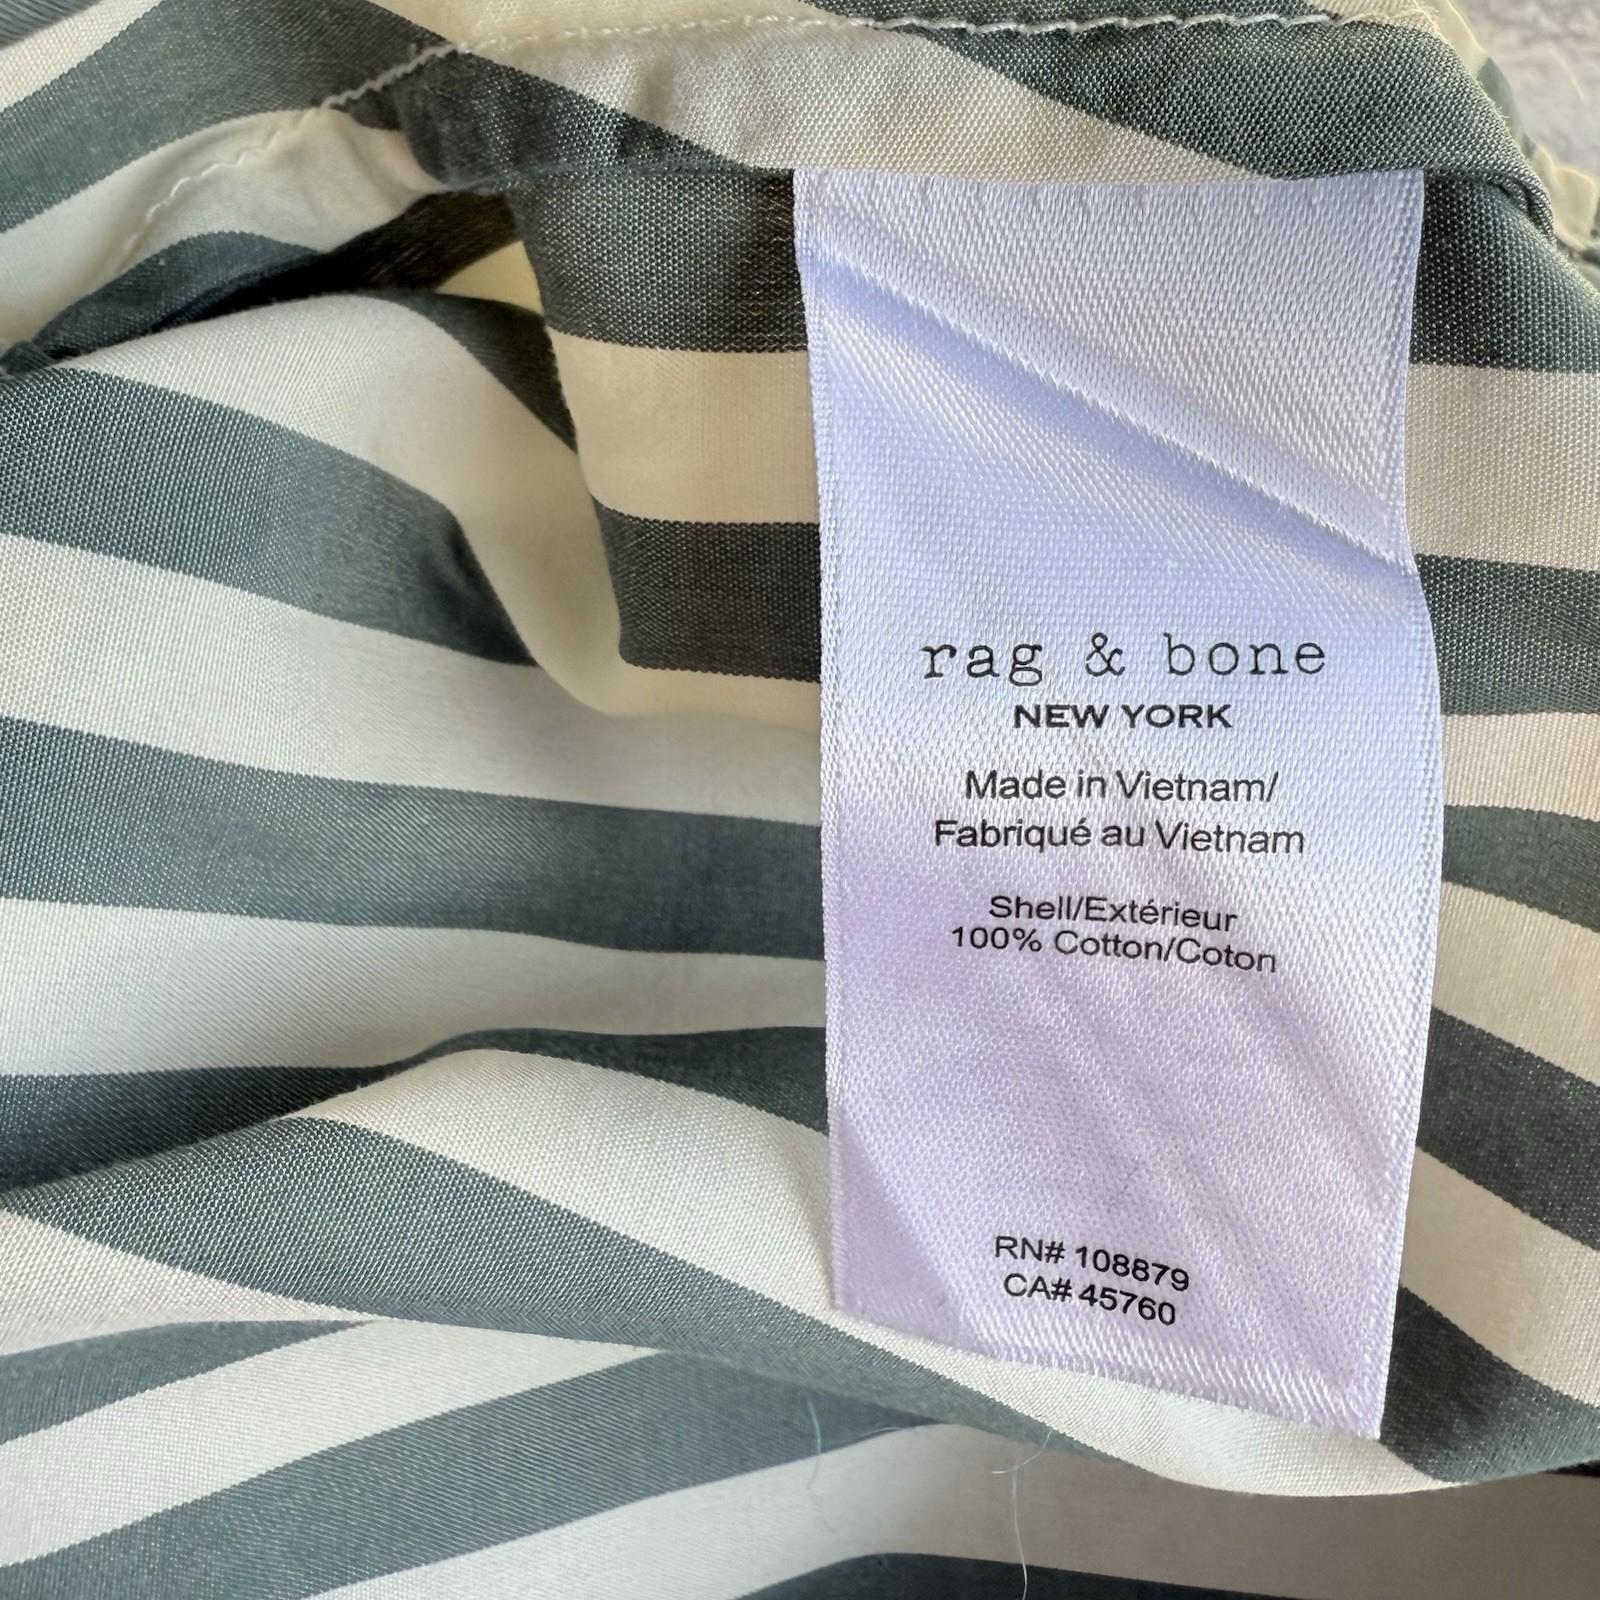 rag & bone
NEW YORK
Made in Vietnam/
Fabriqué au Vietnam
Shell/Extérieur
100% Cotton/Coton
RN# 108879
CA# 45760